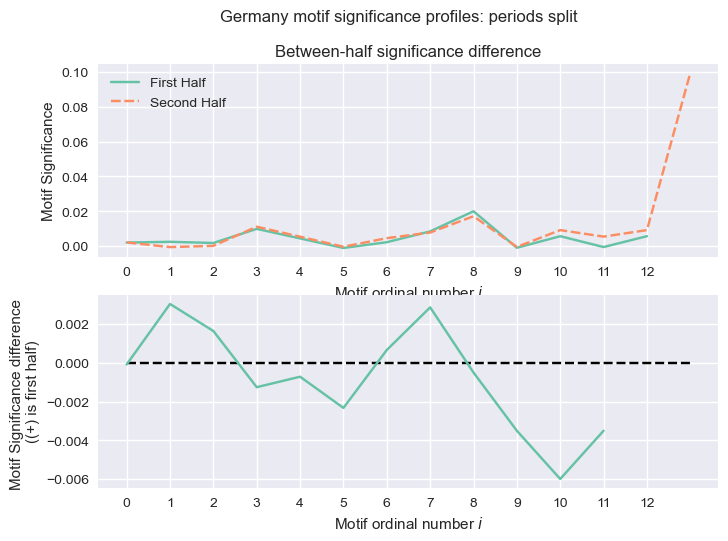 Germany motif significance profiles: periods split
Between-half significance difference
First Half
Second Half
Motif Significance
0.10
0.08
0.06
0.04
0.02
0.00
0 1 2 3 4 5 6 7 8 9 10 11 12
Motif ordinal number i
Motif Significance difference
((+) is first half)
0.002
0.000
−0.002
−0.004
−0.006
0 1 2 3 4 5 6 7 8 9 10 11 12
Motif ordinal number i